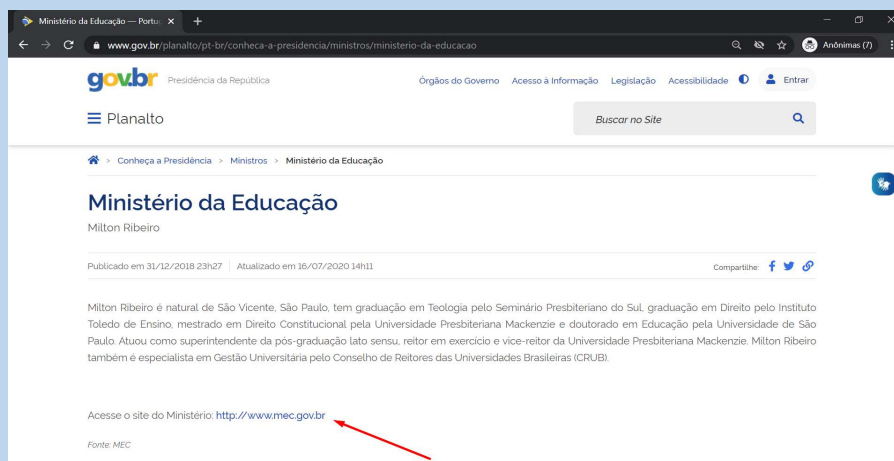 Ministério da Educação — Portu
www.gov.br/planalto/pt-br/conheca-a-presidencia/ministros/ministerio-da-educacao
Anônimas (7)
gov.br
Presidência da República
Órgãos do Governo Acesso à Informação Legislação Acessibilidade
Entrar
Planalto
Buscar no Site
Conheça a Presidência > Ministros > Ministério da Educação
Ministério da Educação
Milton Ribeiro
Publicado em 31/12/2018 23h27 Atualizado em 16/07/2020 14h11
Compartilhe:
Milton Ribeiro é natural de São Vicente, São Paulo, tem graduação em Teologia pelo Seminário Presbiteriano do Sul, graduação em Direito pelo Instituto
Toledo de Ensino, mestrado em Direito Constitucional pela Universidade Presbiteriana Mackenzie e doutorado em Educação pela Universidade de São
Paulo. Atuou como superintendente da pós-graduação lato sensu, reitor em exercício e vice-reitor da Universidade Presbiteriana Mackenzie. Milton Ribeiro
também é especialista em Gestão Universitária pelo Conselho de Reitores das Universidades Brasileiras (CRUB).
Acesse o site do Ministério: http://www.mec.gov.br
Fonte: MEC